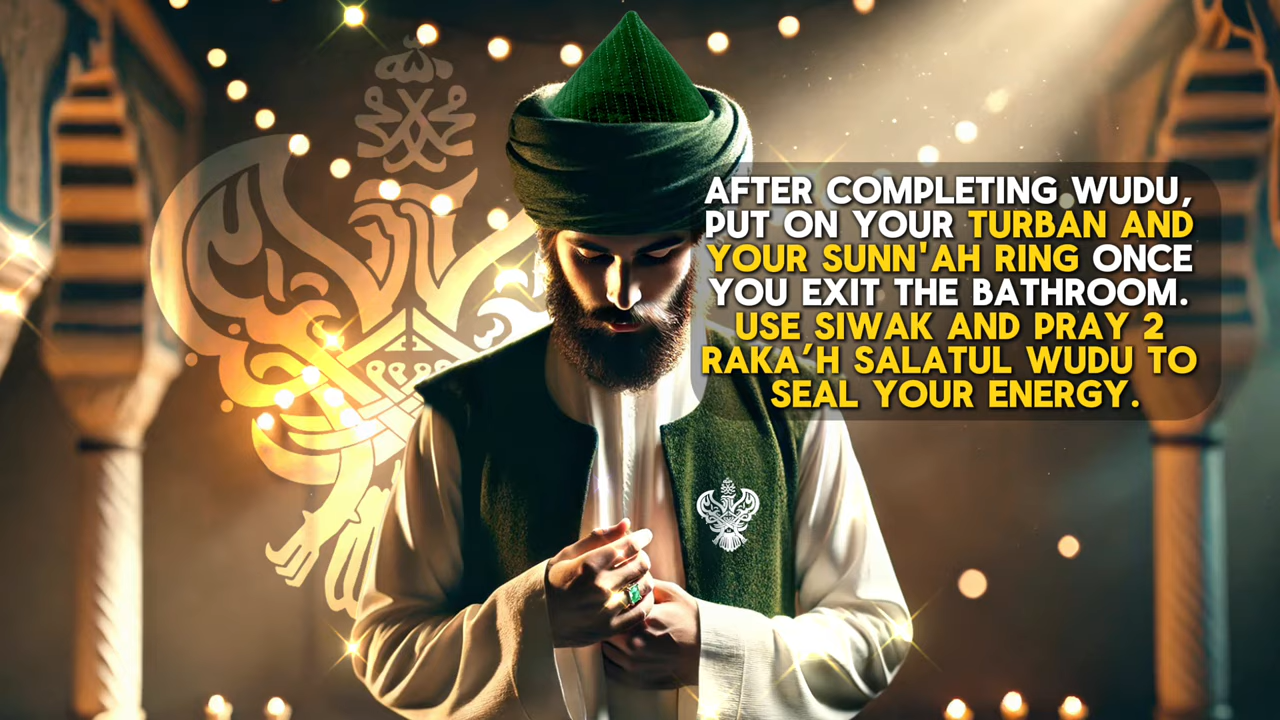 AFTER COMPLETING WUDU,
PUT ON YOUR TURBAN AND
YOUR SUNN'AH RING ONCE
YOU EXIT THE BATHROOM.
USE SIWAK AND PRAY 2
RAKA’H SALATUL WUDU TO
SEAL YOUR ENERGY.